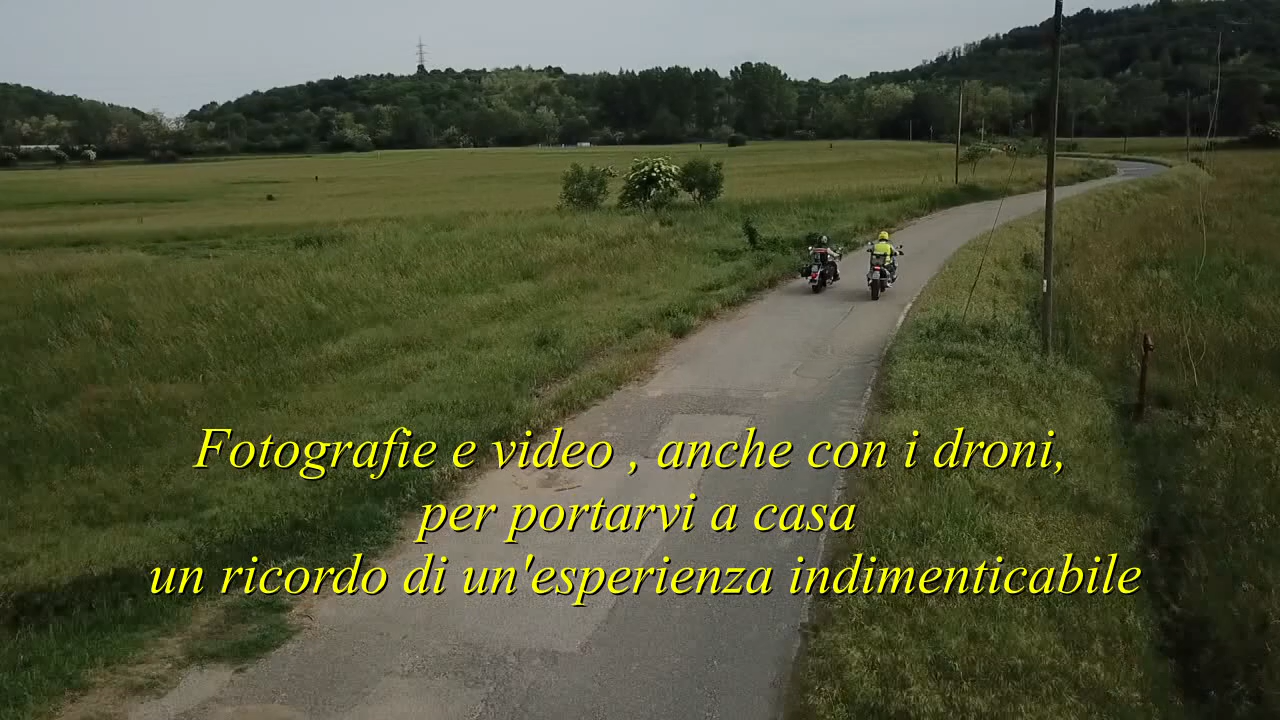 Fotografie e video , anche con i droni,
per portarvi a casa
un ricordo di un'esperienza indimenticabile